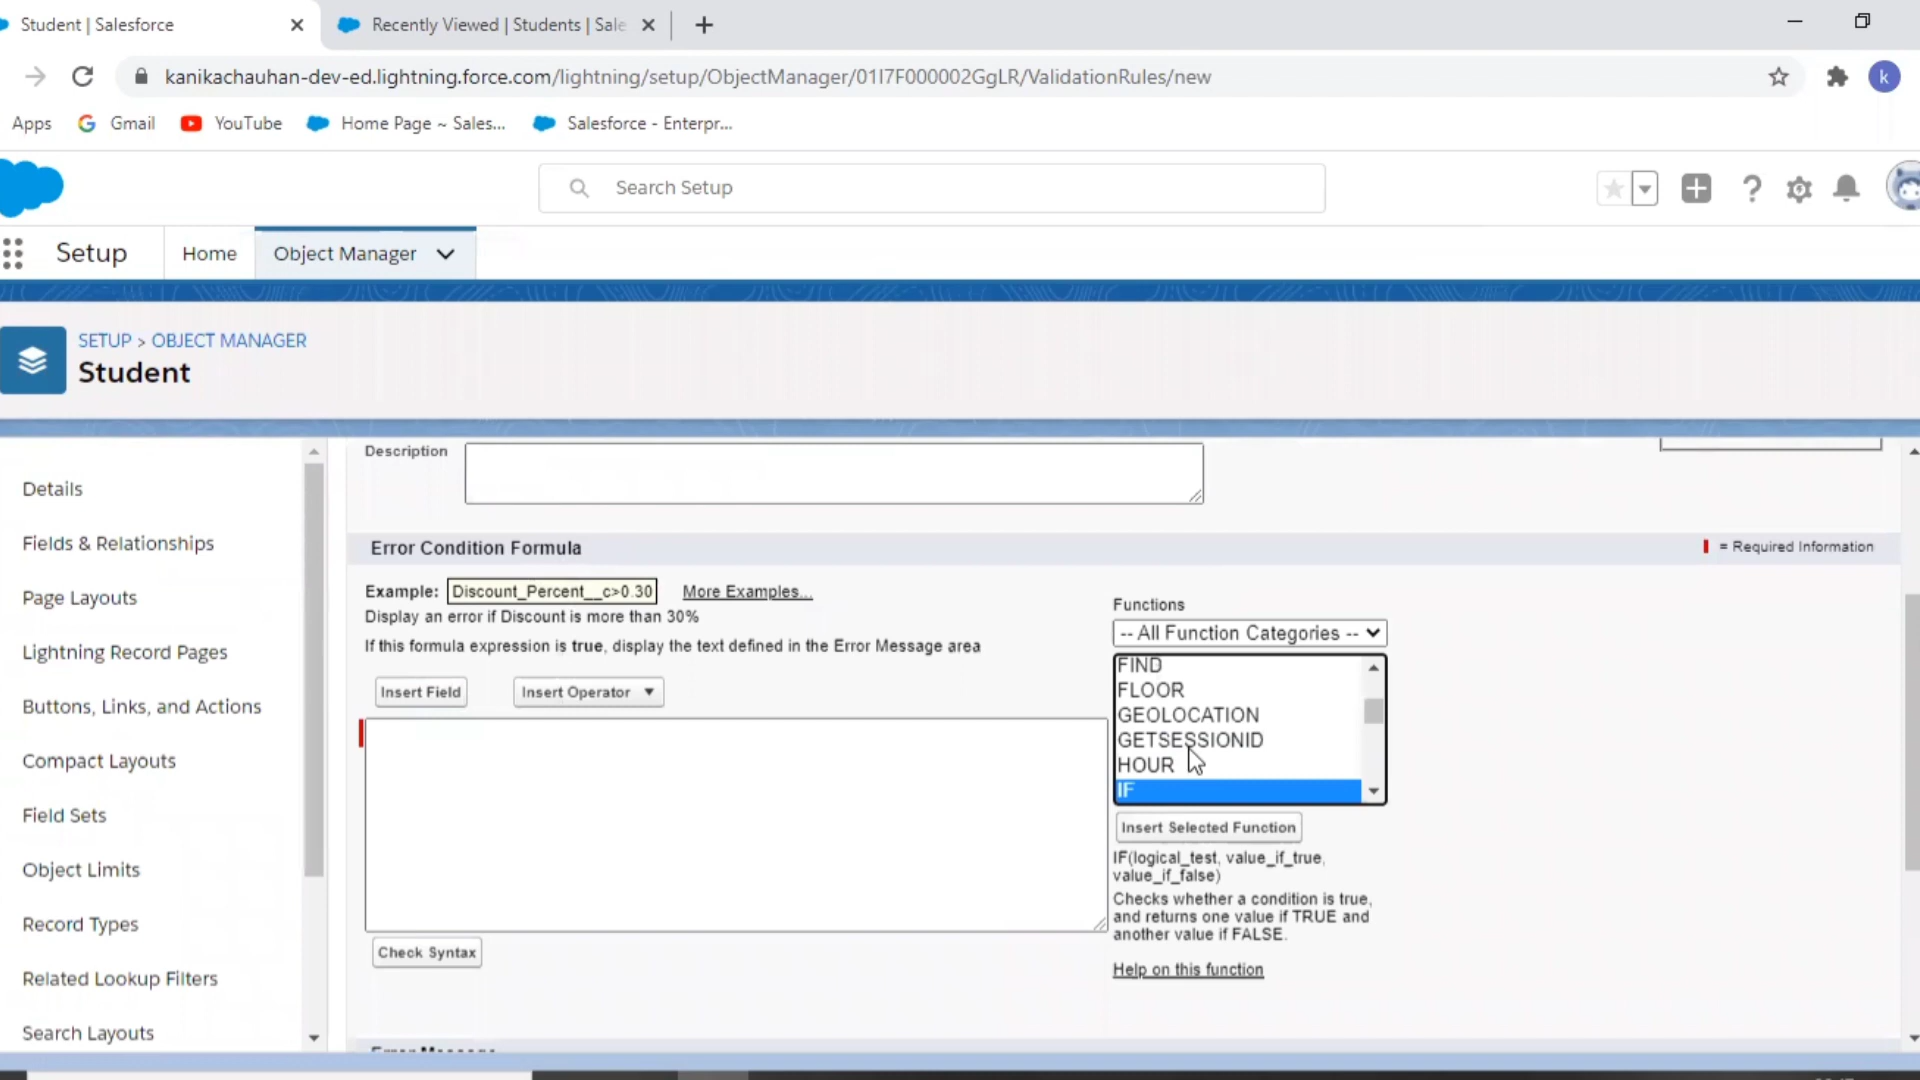 Student | Salesforce
Recently Viewed | Students | Sale
kanikachauhan-dev-ed.lightning.force.com/lightning/setup/ObjectManager/01I7F000002GgLR/ValidationRules/new
k
Apps
Gmail
YouTube
Home Page ~ Sales...
Salesforce - Enterpr...
Search Setup
Setup
Home
Object Manager
SETUP > OBJECT MANAGER
Student
Details
Fields & Relationships
Page Layouts
Lightning Record Pages
Buttons, Links, and Actions
Compact Layouts
Field Sets
Object Limits
Record Types
Related Lookup Filters
Search Layouts
Description
Error Condition Formula
= Required Information
Example: Discount_Percent__c>0.30 More Examples...
Display an error if Discount is more than 30%
If this formula expression is true, display the text defined in the Error Message area
Insert Field
Insert Operator
Check Syntax
Functions
-- All Function Categories --
FIND
FLOOR
GEOLOCATION
GETSESSIONID
HOUR
IF
Insert Selected Function
IF(logical_test, value_if_true,
value_if_false)
Checks whether a condition is true,
and returns one value if TRUE and
another value if FALSE.
Help on this function